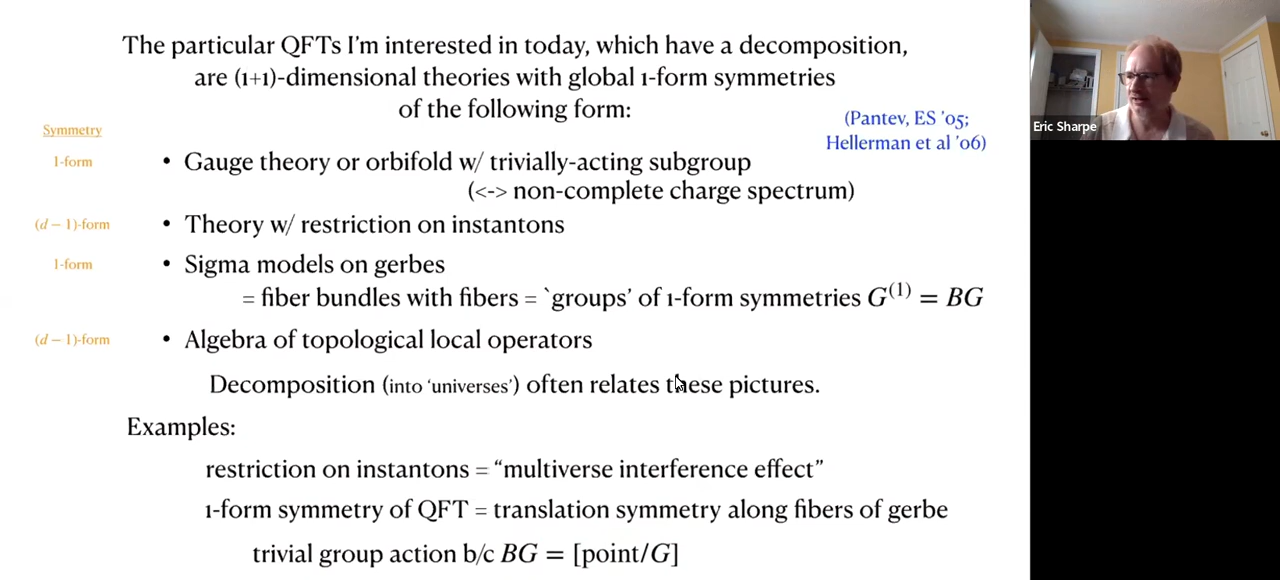 The particular QFTs I'm interested in today, which have a decomposition,
are (1+1)-dimensional theories with global 1-form symmetries
of the following form:
(Pantev, ES '05;
Hellerman et al '06)
Symmetry
1-form • Gauge theory or orbifold w/ trivially-acting subgroup
(<-> non-complete charge spectrum)
(d − 1)-form • Theory w/ restriction on instantons
1-form • Sigma models on gerbes
= fiber bundles with fibers = `groups' of 1-form symmetries G⁽¹⁾ = BG
(d − 1)-form • Algebra of topological local operators
Decomposition (into 'universes') often relates these pictures.
Examples:
restriction on instantons = “multiverse interference effect”
1-form symmetry of QFT = translation symmetry along fibers of gerbe
trivial group action b/c BG = [point/G]
Eric Sharpe